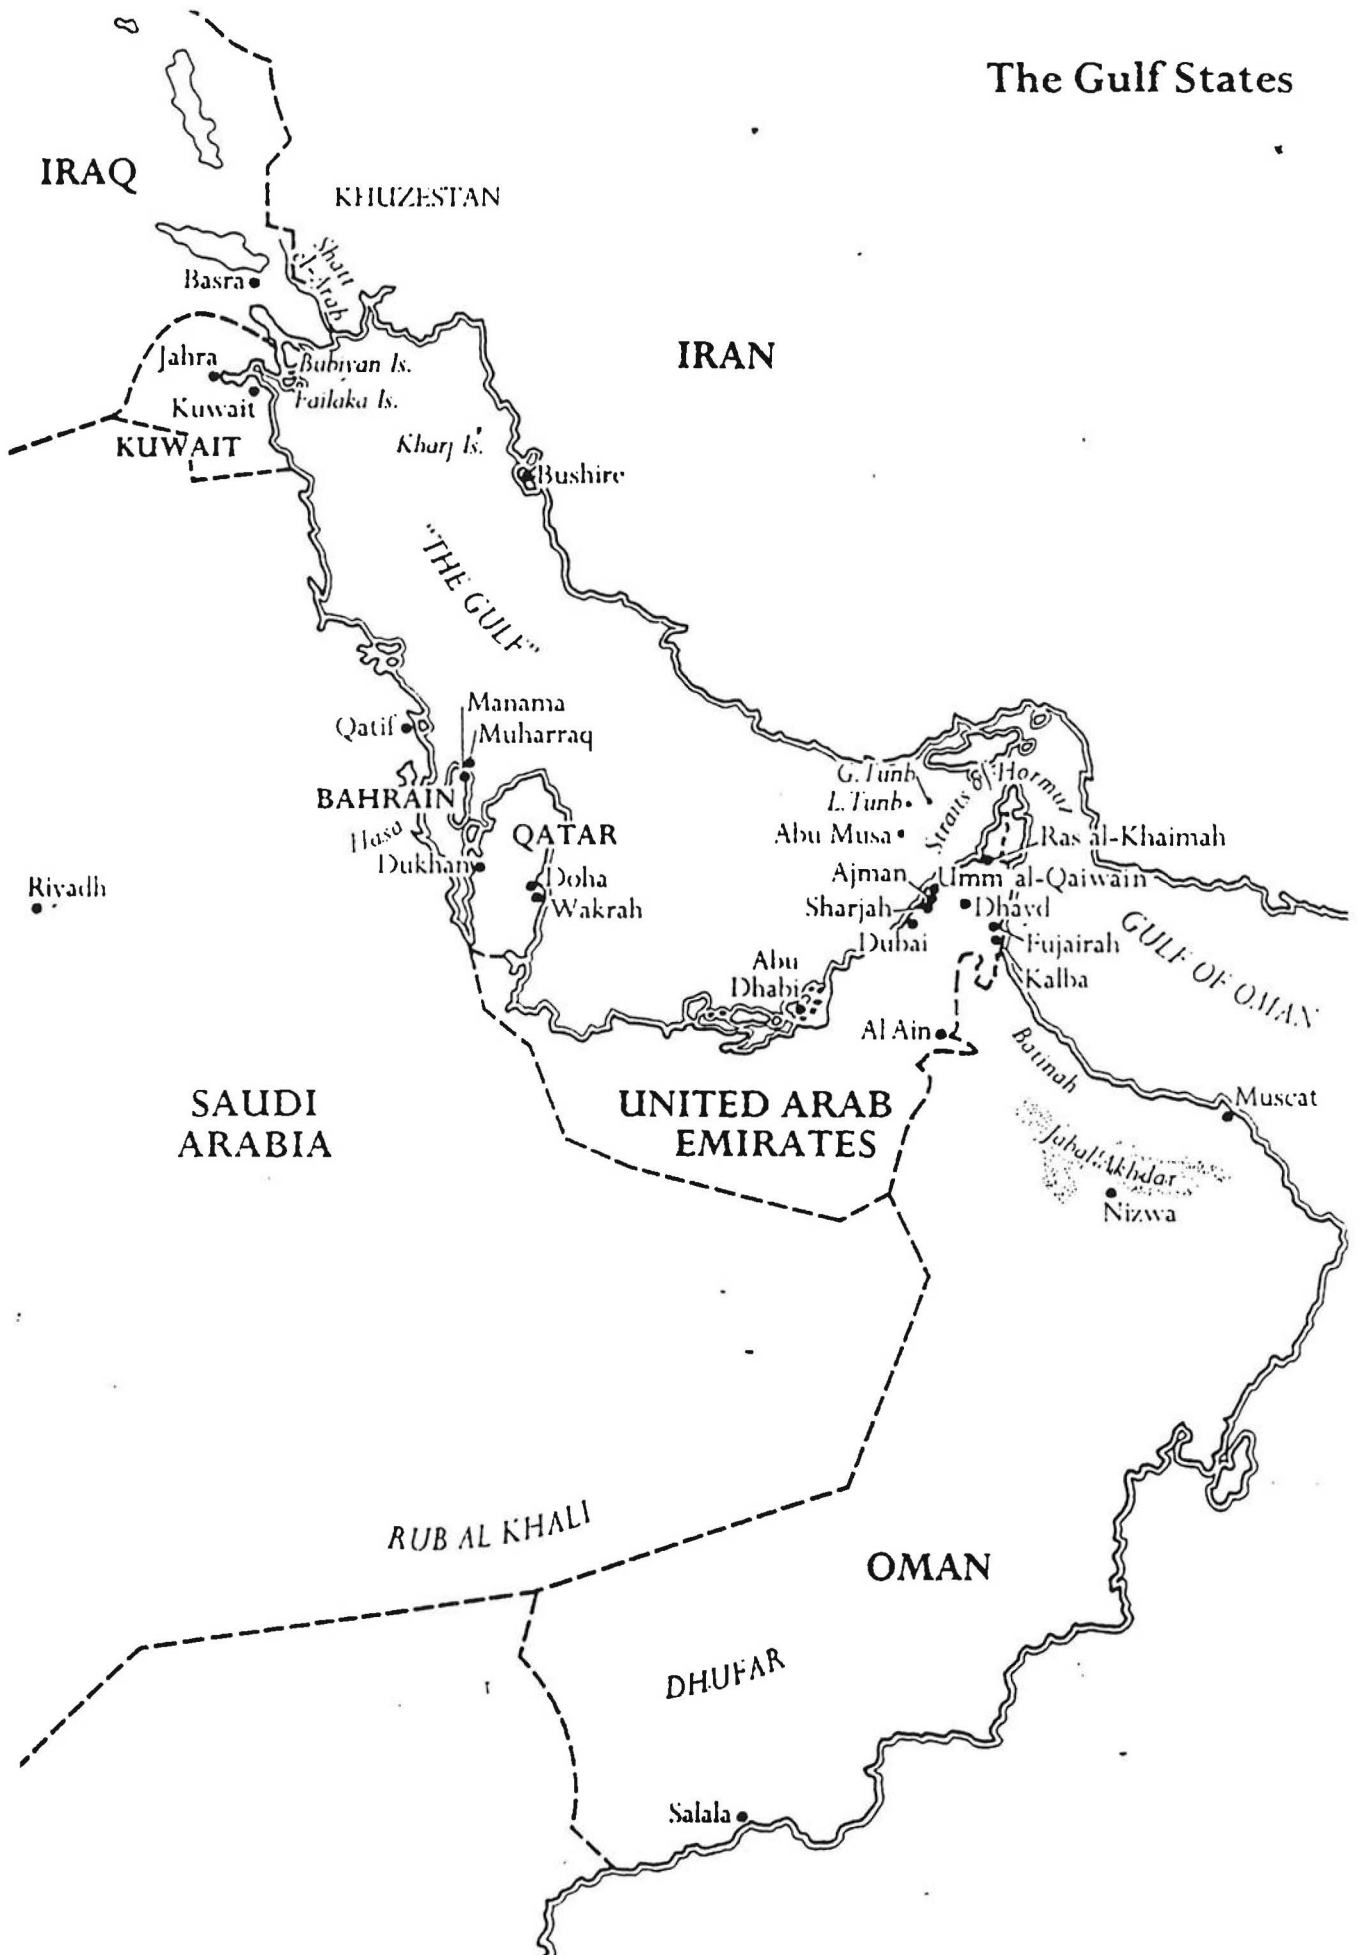 The Gulf States
IRAQ
KHUZESTAN
Shatt
al-Arab
Basra
IRAN
Jahra
Bubiyan Is.
Failaka Is.
Kuwait
KUWAIT
Kharj Is.
Bushire
"THE GULF"
Manama
Qatif
Muharraq
G. Tunb
Straits of Hormuz
BAHRAIN
L. Tunb
Hasa
QATAR
Abu Musa
Ras al-Khaimah
Dukhan
Ajman
Umm al-Qaiwain
Doha
Riyadh
Wakrah
Sharjah
Dhayd
Dubai
Fujairah
GULF OF OMAN
Abu
Dhabi
Kalba
Al Ain
Batinah
SAUDI
ARABIA
UNITED ARAB
EMIRATES
Muscat
Jabal Akhdar
Nizwa
RUB AL KHALI
OMAN
DHUFAR
Salala